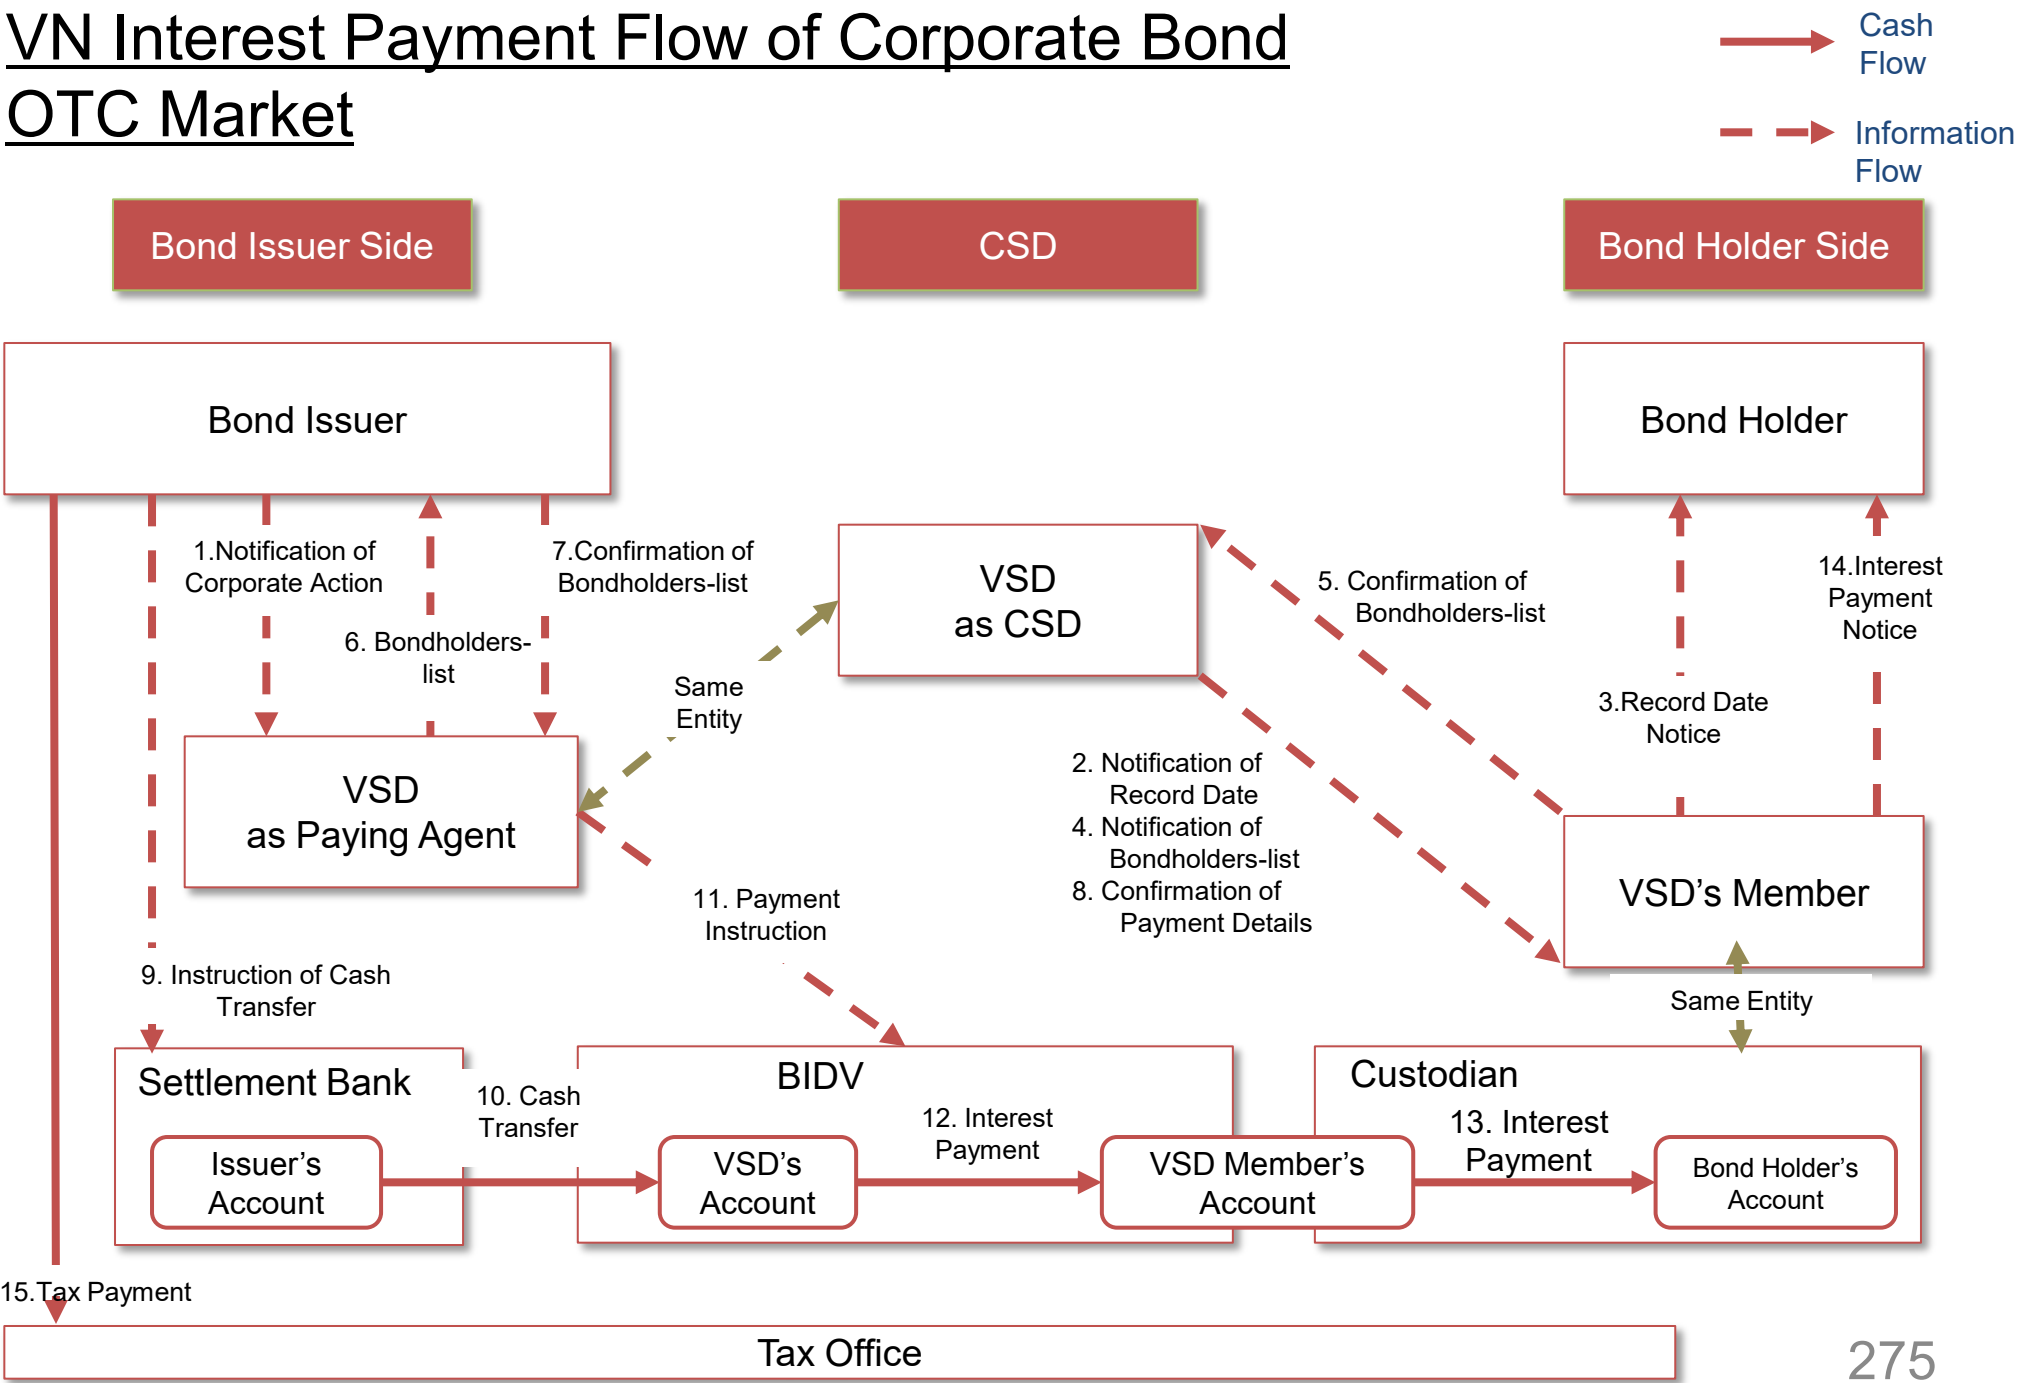 VN Interest Payment Flow of Corporate Bond
OTC Market
Cash
Flow
Information
Flow
Bond Issuer Side
CSD
Bond Holder Side
Bond Issuer
Bond Holder
1.Notification of
Corporate Action
6. Bondholders-
list
7.Confirmation of
Bondholders-list
VSD
as CSD
5. Confirmation of
Bondholders-list
14.Interest
Payment
Notice
Same
Entity
3.Record Date
Notice
VSD
as Paying Agent
2. Notification of
Record Date
4. Notification of
Bondholders-list
8. Confirmation of
Payment Details
VSD's Member
11. Payment
Instruction
9. Instruction of Cash
Transfer
Same Entity
Settlement Bank
10. Cash
Transfer
BIDV
12. Interest
Payment
Custodian
13. Interest
Payment
Issuer's
Account
VSD's
Account
VSD Member's
Account
Bond Holder's
Account
15.Tax Payment
Tax Office
275